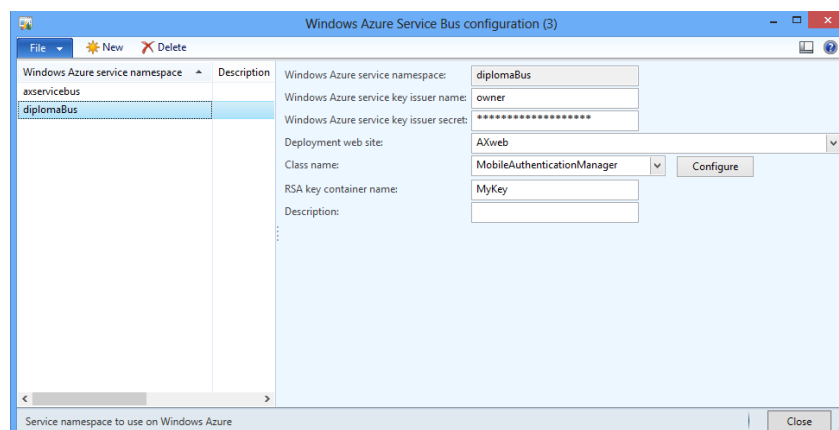 Windows Azure Service Bus configuration (3)
File New Delete
Windows Azure service namespace Description
axservicebus
diplomaBus
Windows Azure service namespace: diplomaBus
Windows Azure service key issuer name: owner
Windows Azure service key issuer secret: *******************
Deployment web site: AXweb
Class name: MobileAuthenticationManager Configure
RSA key container name: MyKey
Description:
Service namespace to use on Windows Azure Close